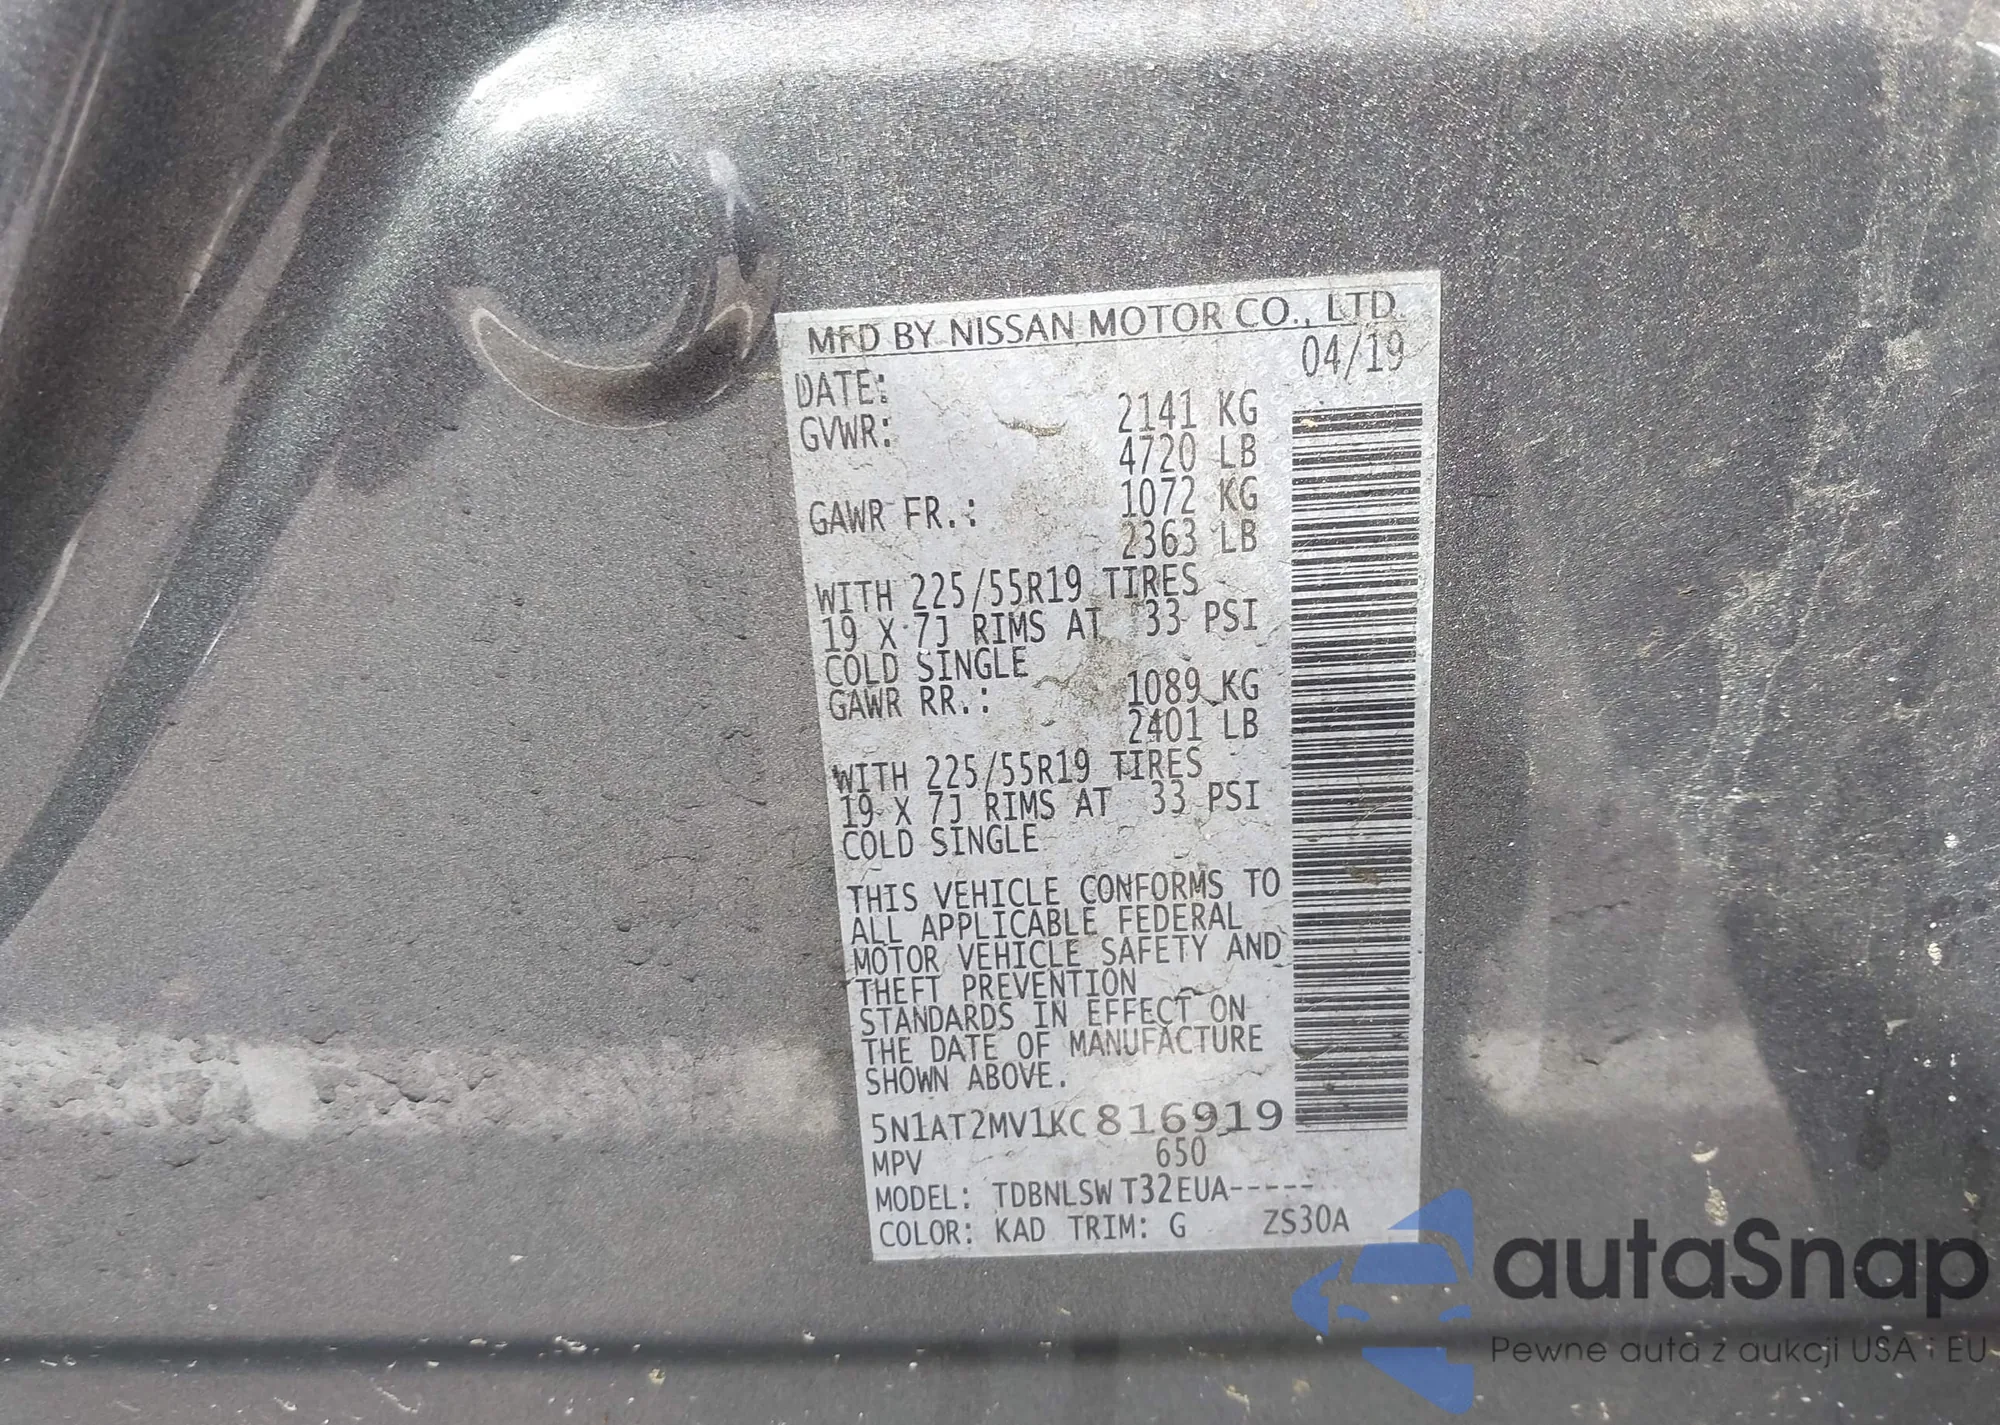 MFD BY NISSAN MOTOR CO., LTD.
DATE: 04/19
GVWR: 2141 KG
4720 LB
GAWR FR.: 1072 KG
2363 LB
WITH 225/55R19 TIRES
19 X 7J RIMS AT 33 PSI
COLD SINGLE
GAWR RR.: 1089 KG
2401 LB
WITH 225/55R19 TIRES
19 X 7J RIMS AT 33 PSI
COLD SINGLE
THIS VEHICLE CONFORMS TO
ALL APPLICABLE FEDERAL
MOTOR VEHICLE SAFETY AND
THEFT PREVENTION
STANDARDS IN EFFECT ON
THE DATE OF MANUFACTURE
SHOWN ABOVE.
5N1AT2MV1KC816919
MPV 650
MODEL: TDBNLSW T32EUA-----
COLOR: KAD TRIM: G ZS30A
autaSnap
Pewne auta z aukcji USA i EU